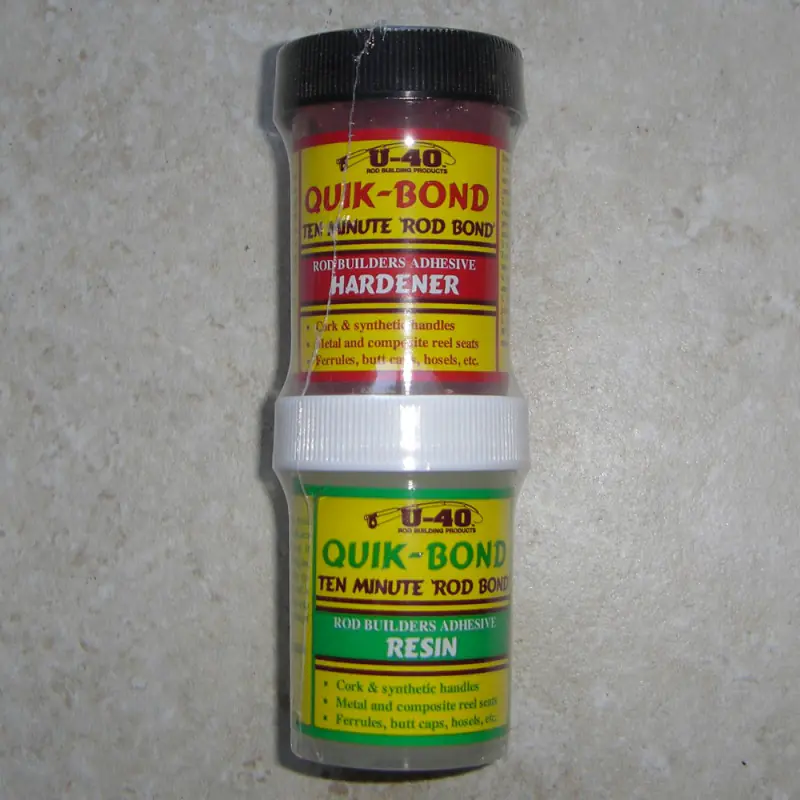 U-40
ROD BUILDING PRODUCTS
QUIK-BOND
TEN MINUTE 'ROD BOND'
ROD BUILDERS ADHESIVE
HARDENER
• Cork & synthetic handles
• Metal and composite reel seats
• Ferrules, butt caps, hosels, etc.
U-40
ROD BUILDING PRODUCTS
QUIK-BOND
TEN MINUTE 'ROD BOND
ROD BUILDERS ADHESIVE
RESIN
• Cork & synthetic handles
• Metal and composite reel seats
• Ferrules, butt caps, hosels, etc.